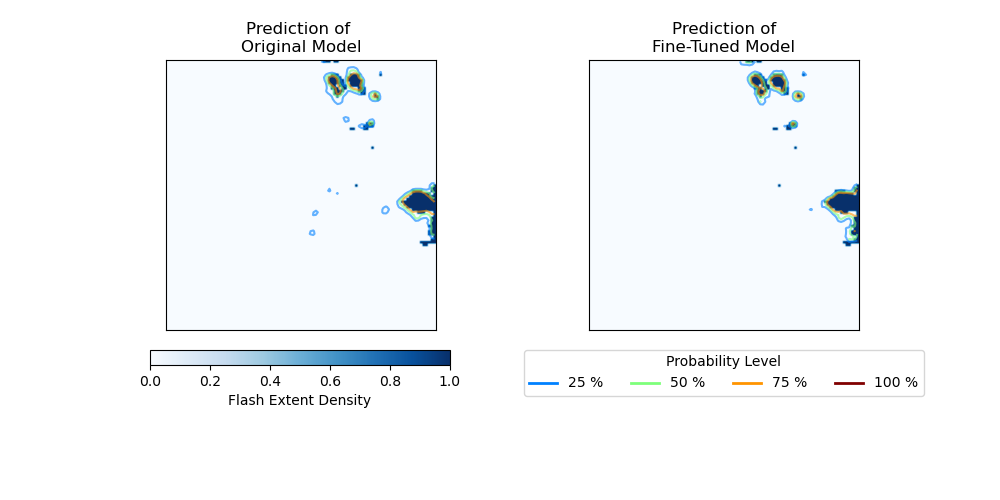 Prediction of
Original Model
Prediction of
Fine-Tuned Model
0.0 0.2 0.4 0.6 0.8 1.0
Flash Extent Density
Probability Level
25 % 50 % 75 % 100 %